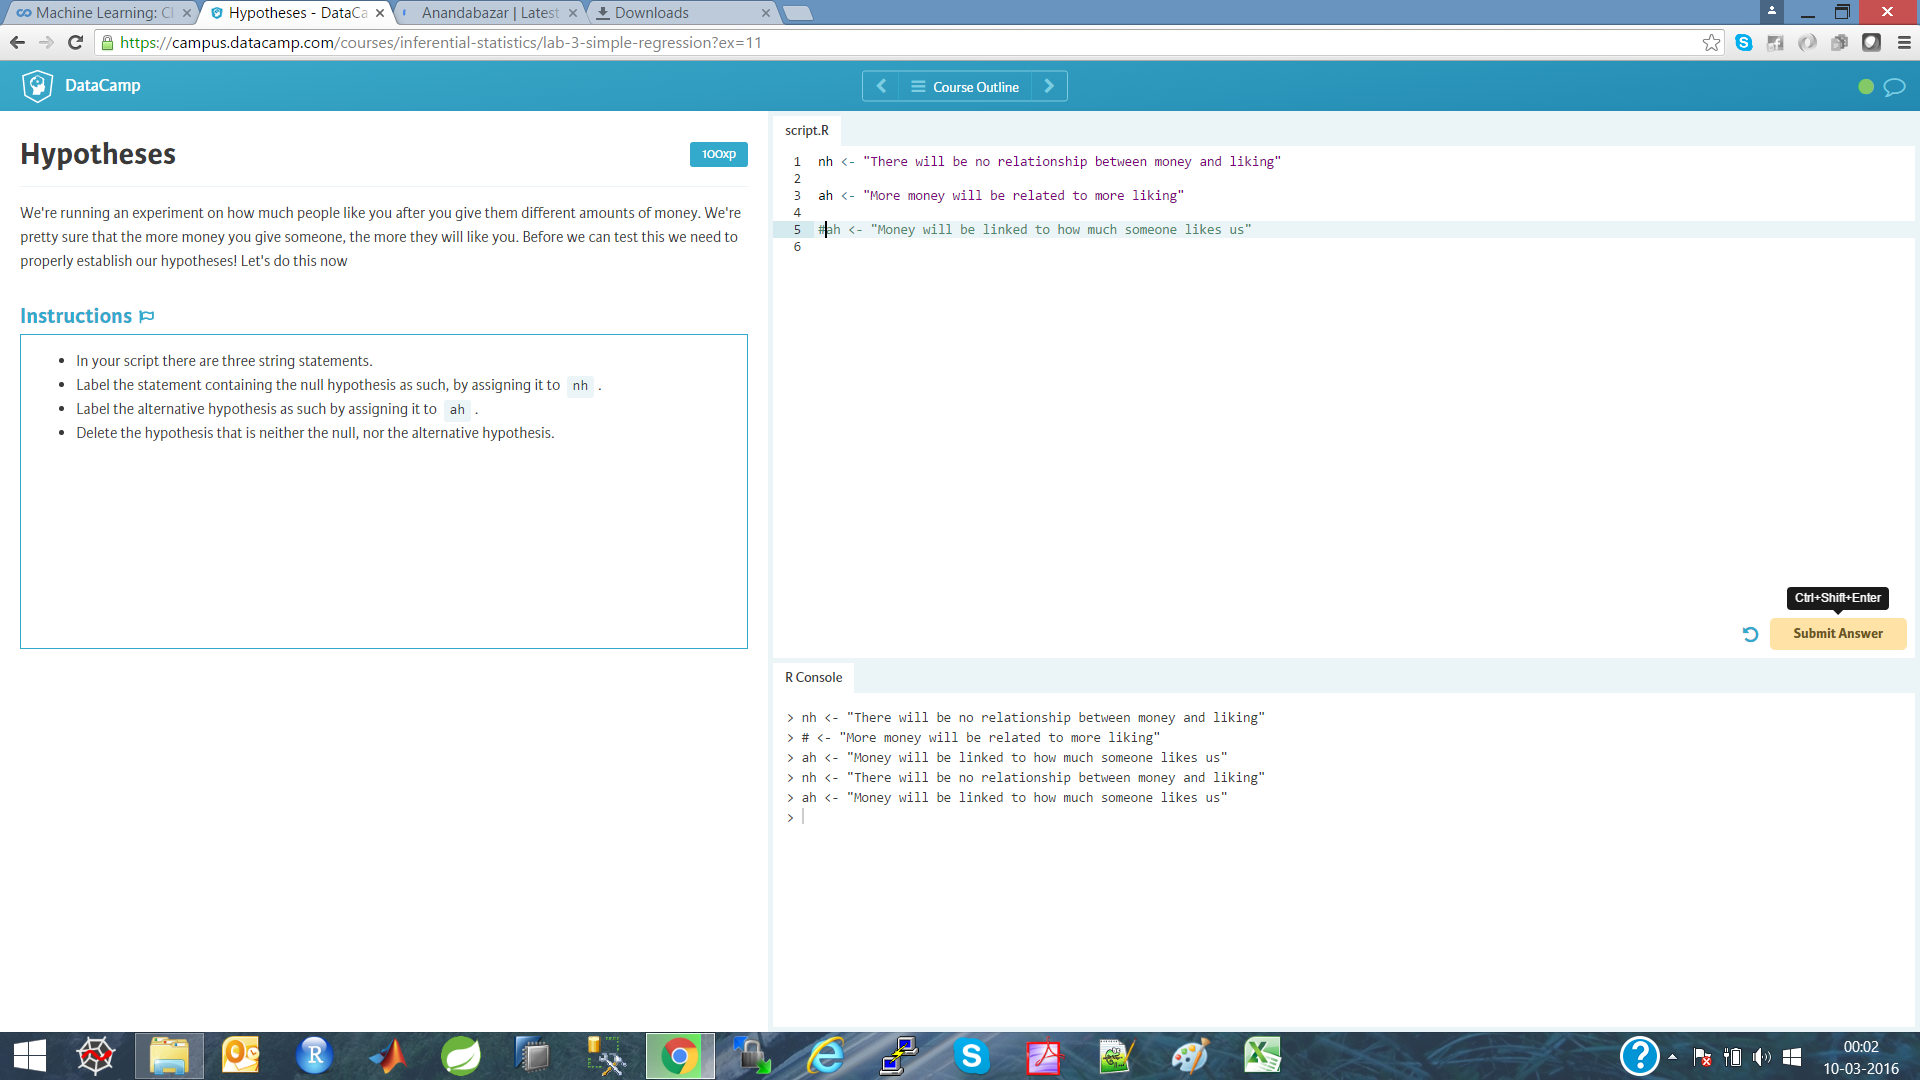 Machine Learning: Cl
Hypotheses - DataCa
Anandabazar | Latest
Downloads
https://campus.datacamp.com/courses/inferential-statistics/lab-3-simple-regression?ex=11
DataCamp
Course Outline
Hypotheses
100xp
We're running an experiment on how much people like you after you give them different amounts of money. We're
pretty sure that the more money you give someone, the more they will like you. Before we can test this we need to
properly establish our hypotheses! Let's do this now
Instructions
• In your script there are three string statements.
• Label the statement containing the null hypothesis as such, by assigning it to nh .
• Label the alternative hypothesis as such by assigning it to ah .
• Delete the hypothesis that is neither the null, nor the alternative hypothesis.
script.R
1 nh <- "There will be no relationship between money and liking"
2
3 ah <- "More money will be related to more liking"
4
5 #ah <- "Money will be linked to how much someone likes us"
6
Ctrl+Shift+Enter
Submit Answer
R Console
> nh <- "There will be no relationship between money and liking"
> # <- "More money will be related to more liking"
> ah <- "Money will be linked to how much someone likes us"
> nh <- "There will be no relationship between money and liking"
> ah <- "Money will be linked to how much someone likes us"
>
00:02
10-03-2016